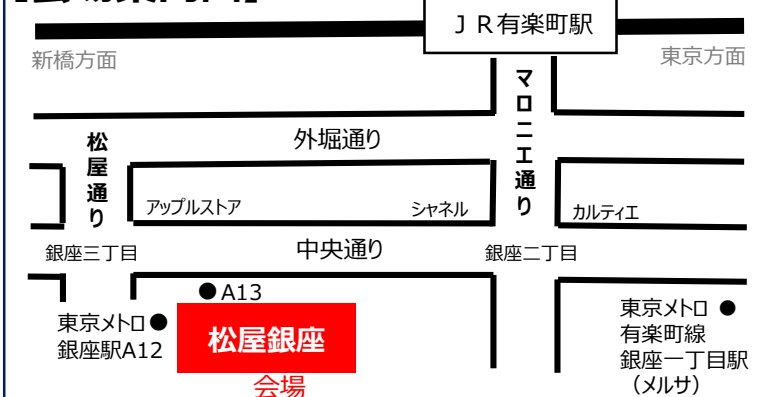 ＪＲ有楽町駅
新橋方面
東京方面
マロニエ通り
外堀通り
松屋通り
アップルストア
シャネル
カルティエ
銀座三丁目
中央通り
銀座二丁目
●A13
東京メトロ●
銀座駅A12
松屋銀座
会場
東京メトロ ●
有楽町線
銀座一丁目駅
（メルサ）